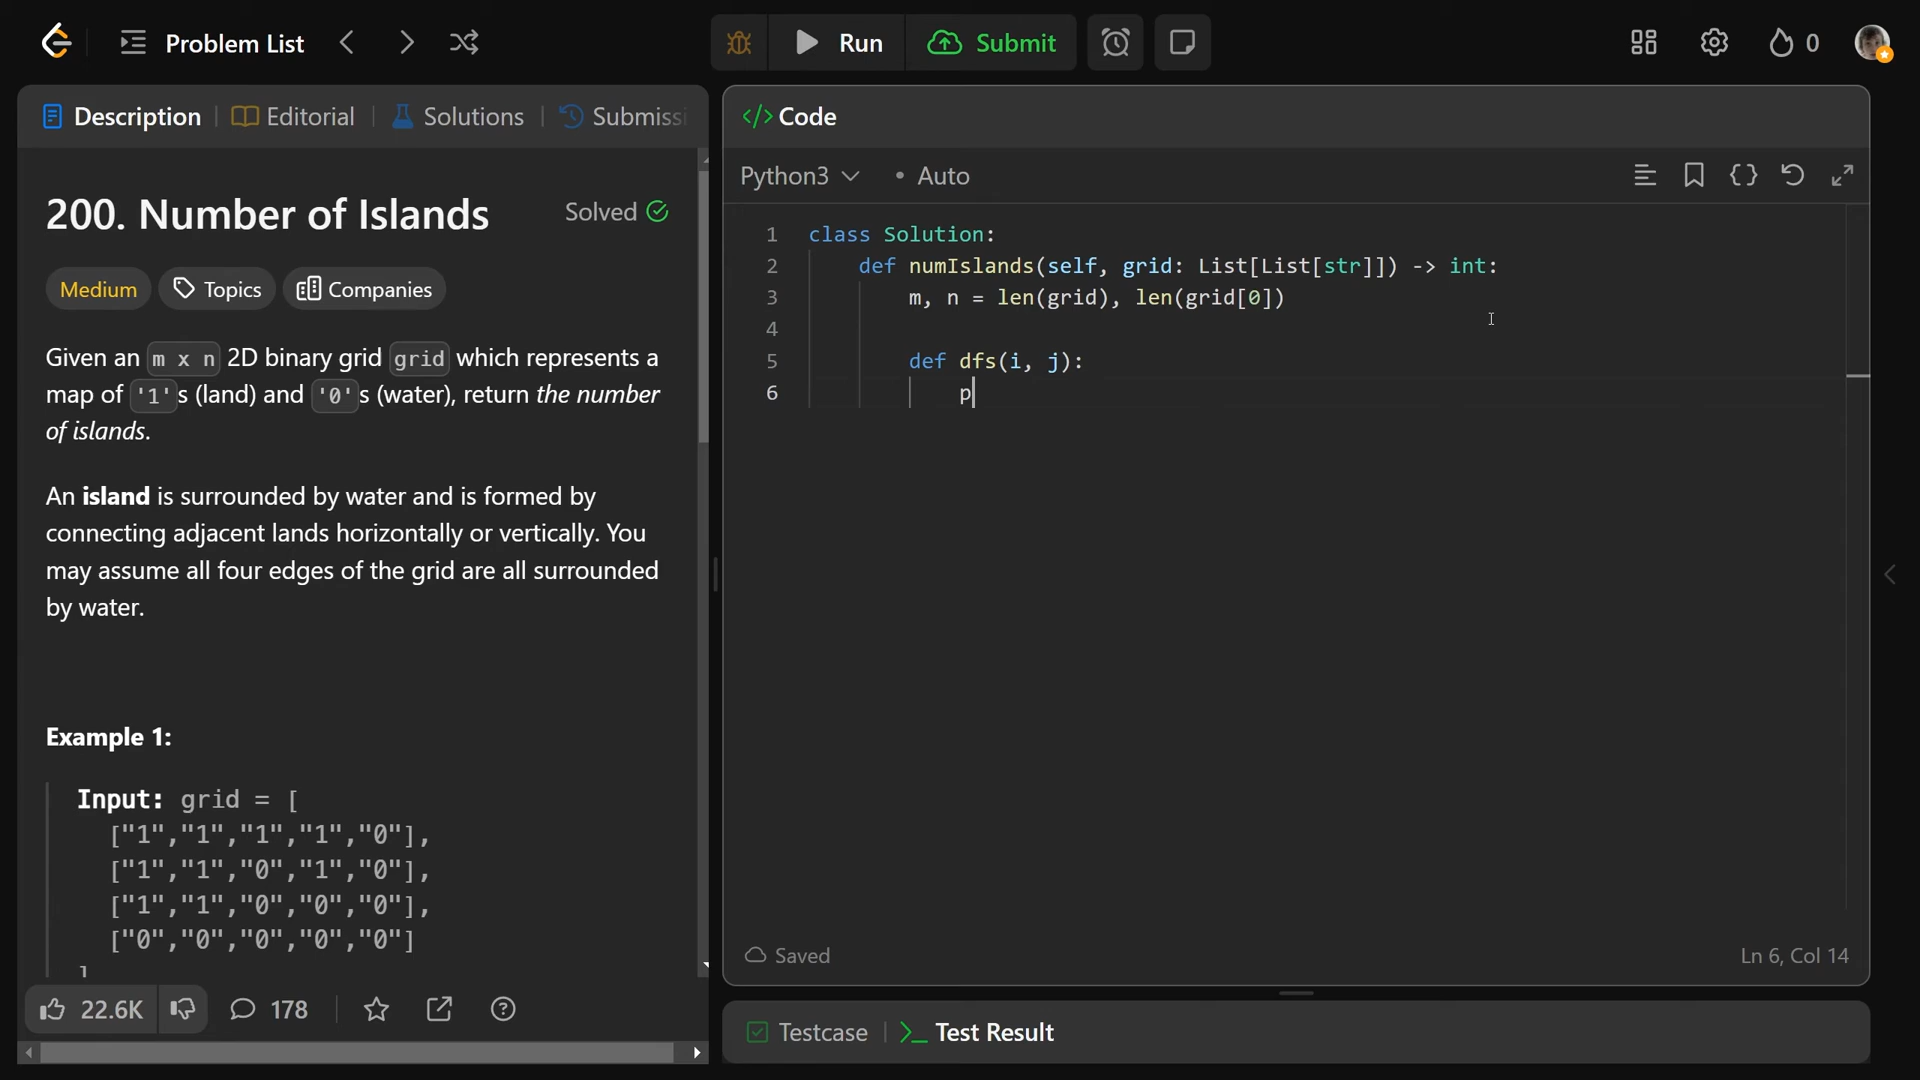 Problem List
Run
Submit
0
Description
Editorial
Solutions
Submiss
200. Number of Islands
Solved
Medium
Topics
Companies
Given an m x n 2D binary grid grid which represents a
map of '1's (land) and '0's (water), return the number
of islands.
An island is surrounded by water and is formed by
connecting adjacent lands horizontally or vertically. You
may assume all four edges of the grid are all surrounded
by water.
Example 1:
Input: grid = [
["1","1","1","1","0"],
["1","1","0","1","0"],
["1","1","0","0","0"],
["0","0","0","0","0"]
]
22.6K
178
</> Code
Python3
• Auto
1 class Solution:
2 def numIslands(self, grid: List[List[str]]) -> int:
3 m, n = len(grid), len(grid[0])
4
5 def dfs(i, j):
6 p
Saved
Ln 6, Col 14
Testcase
>_ Test Result